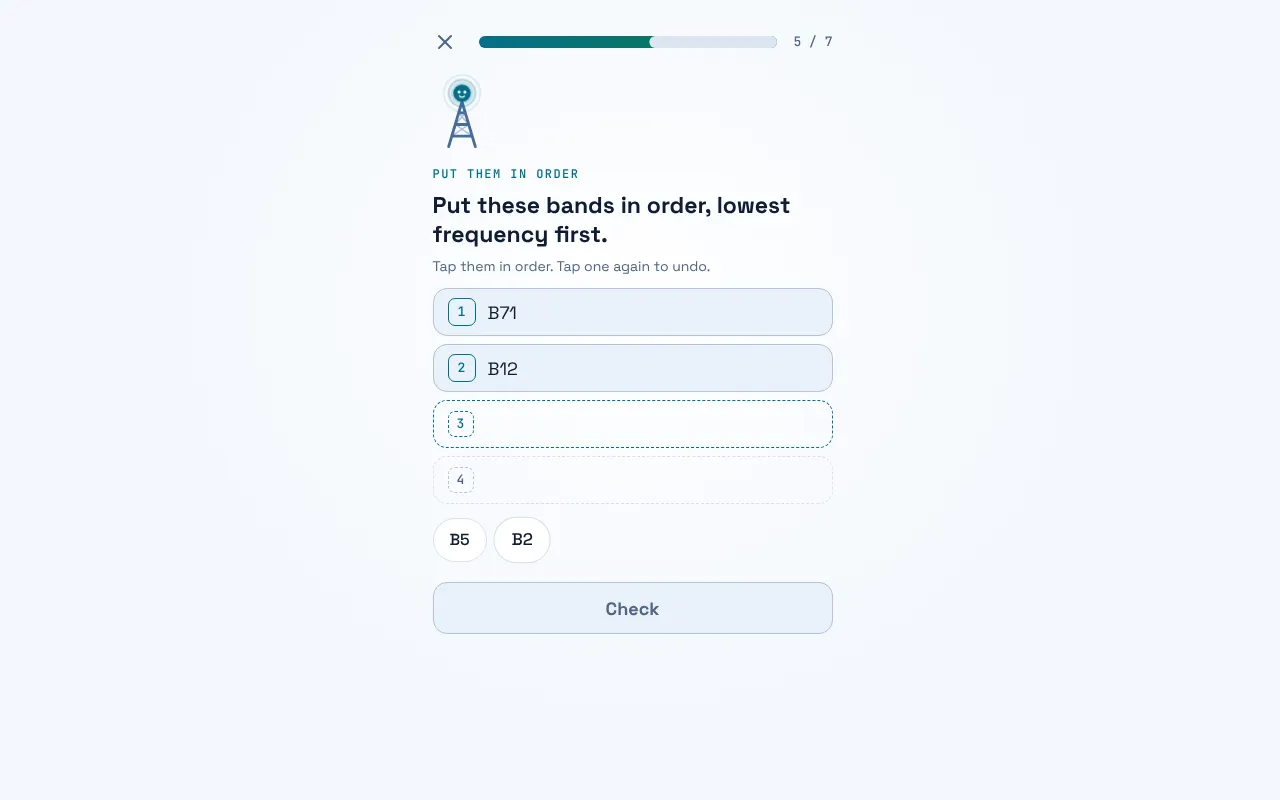 5 / 7
PUT THEM IN ORDER
Put these bands in order, lowest
frequency first.
Tap them in order. Tap one again to undo.
1 B71
2 B12
3
4
B5 B2
Check